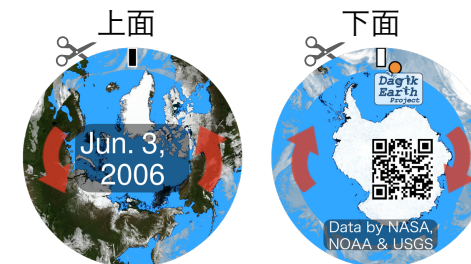 上面
下面
Jun. 3,
2006
Dagik
Earth
Project
Data by NASA,
NOAA & USGS